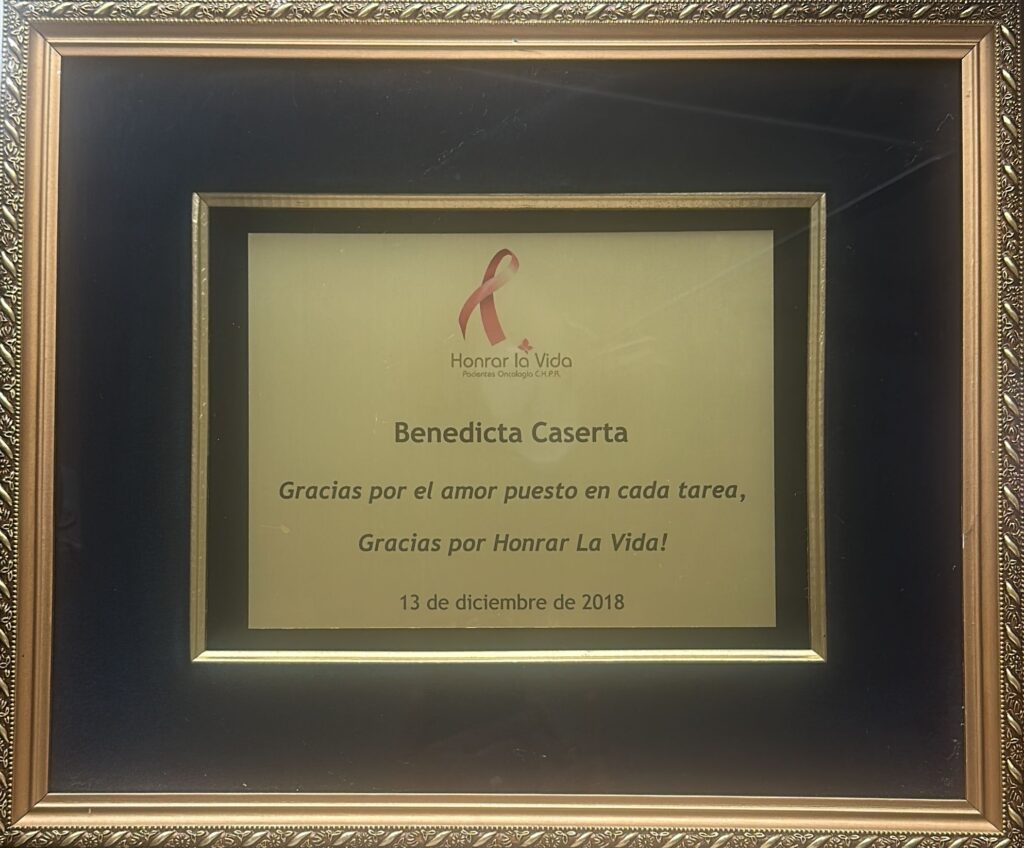 Honrar la Vida
Pacientes Oncología C.H.P.R.
Benedicta Caserta
Gracias por el amor puesto en cada tarea,
Gracias por Honrar La Vida!
13 de diciembre de 2018